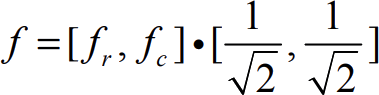 f = [f_r, f_c] • [1/√2, 1/√2]